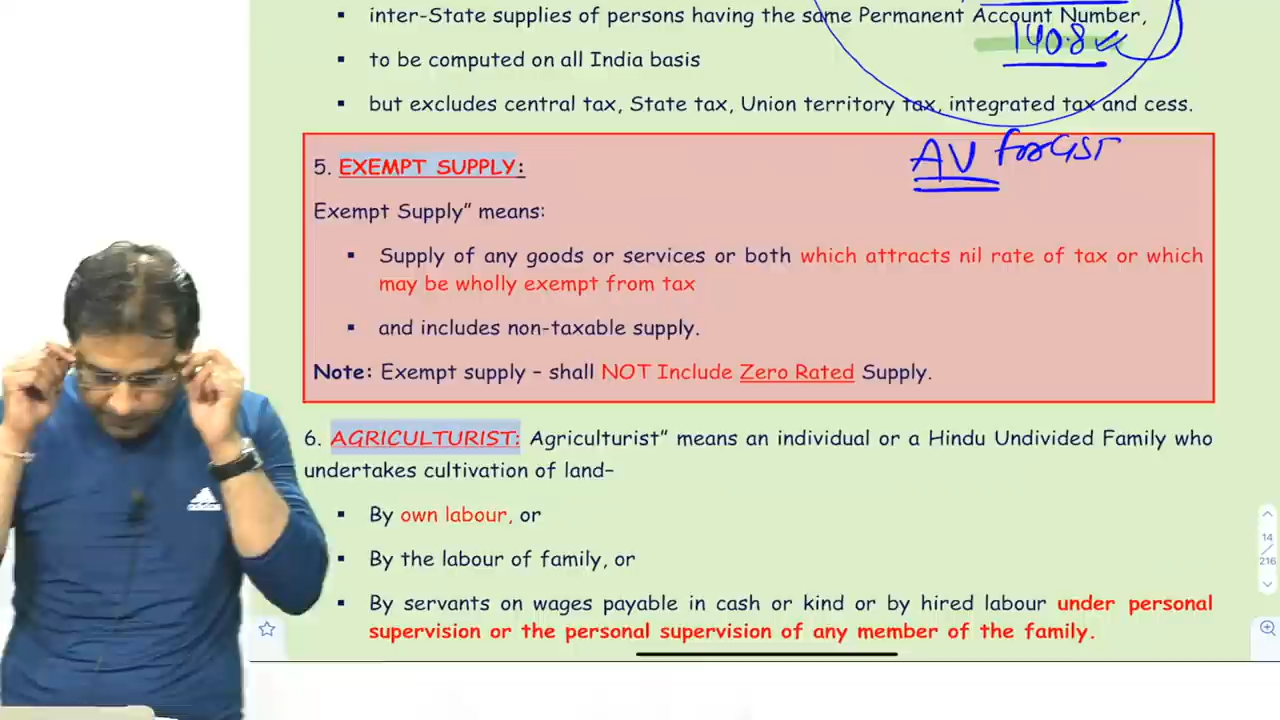 ▪ inter-State supplies of persons having the same Permanent Account Number,
140.8
▪ to be computed on all India basis
▪ but excludes central tax, State tax, Union territory tax, integrated tax and cess.
AV for GST
5. EXEMPT SUPPLY:
Exempt Supply” means:
▪ Supply of any goods or services or both which attracts nil rate of tax or which
may be wholly exempt from tax
▪ and includes non-taxable supply.
Note: Exempt supply – shall NOT Include Zero Rated Supply.
6. AGRICULTURIST: Agriculturist” means an individual or a Hindu Undivided Family who
undertakes cultivation of land–
▪ By own labour, or
▪ By the labour of family, or
▪ By servants on wages payable in cash or kind or by hired labour under personal
supervision or the personal supervision of any member of the family.
14
/
216
adidas